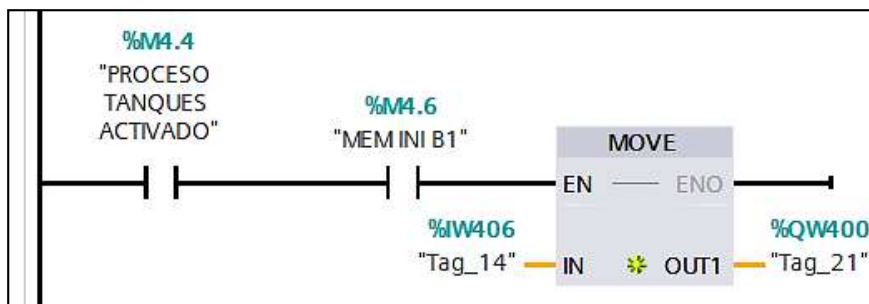 %M4.4
"PROCESO
TANQUES
ACTIVADO"
%M4.6
"MEM INI B1"
MOVE
EN ENO
%IW406
"Tag_14" IN
%QW400
OUT1 "Tag_21"